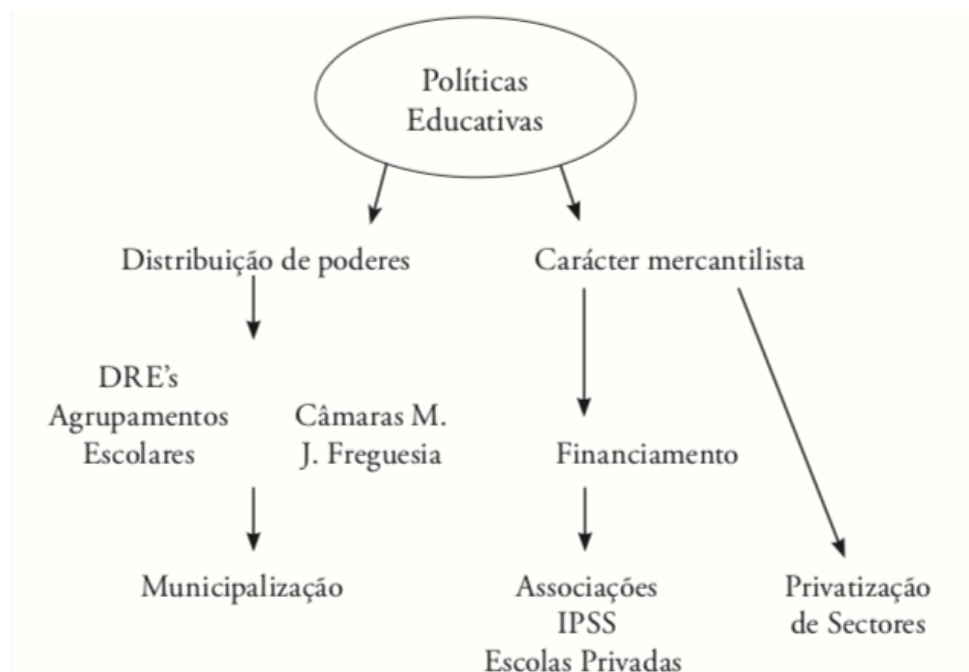 Políticas
Educativas
Distribuição de poderes
Carácter mercantilista
DRE's
Agrupamentos
Escolares
Câmaras M.
J. Freguesia
Financiamento
Municipalização
Associações
IPSS
Escolas Privadas
Privatização
de Sectores